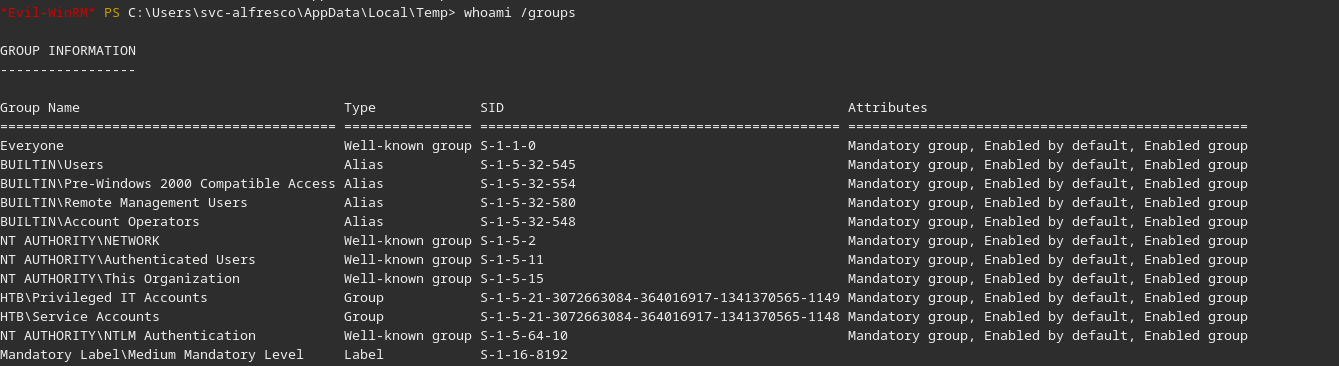 *Evil-WinRM* PS C:\Users\svc-alfresco\AppData\Local\Temp> whoami /groups
GROUP INFORMATION
-----------------
Group Name                                 Type             SID                                           Attributes
========================================== ================ ============================================= ==================================================
Everyone                                   Well-known group S-1-1-0                                       Mandatory group, Enabled by default, Enabled group
BUILTIN\Users                              Alias            S-1-5-32-545                                  Mandatory group, Enabled by default, Enabled group
BUILTIN\Pre-Windows 2000 Compatible Access Alias            S-1-5-32-554                                  Mandatory group, Enabled by default, Enabled group
BUILTIN\Remote Management Users            Alias            S-1-5-32-580                                  Mandatory group, Enabled by default, Enabled group
BUILTIN\Account Operators                  Alias            S-1-5-32-548                                  Mandatory group, Enabled by default, Enabled group
NT AUTHORITY\NETWORK                       Well-known group S-1-5-2                                       Mandatory group, Enabled by default, Enabled group
NT AUTHORITY\Authenticated Users           Well-known group S-1-5-11                                      Mandatory group, Enabled by default, Enabled group
NT AUTHORITY\This Organization             Well-known group S-1-5-15                                      Mandatory group, Enabled by default, Enabled group
HTB\Privileged IT Accounts                 Group            S-1-5-21-3072663084-364016917-1341370565-1149 Mandatory group, Enabled by default, Enabled group
HTB\Service Accounts                       Group            S-1-5-21-3072663084-364016917-1341370565-1148 Mandatory group, Enabled by default, Enabled group
NT AUTHORITY\NTLM Authentication           Well-known group S-1-5-64-10                                   Mandatory group, Enabled by default, Enabled group
Mandatory Label\Medium Mandatory Level     Label            S-1-16-8192